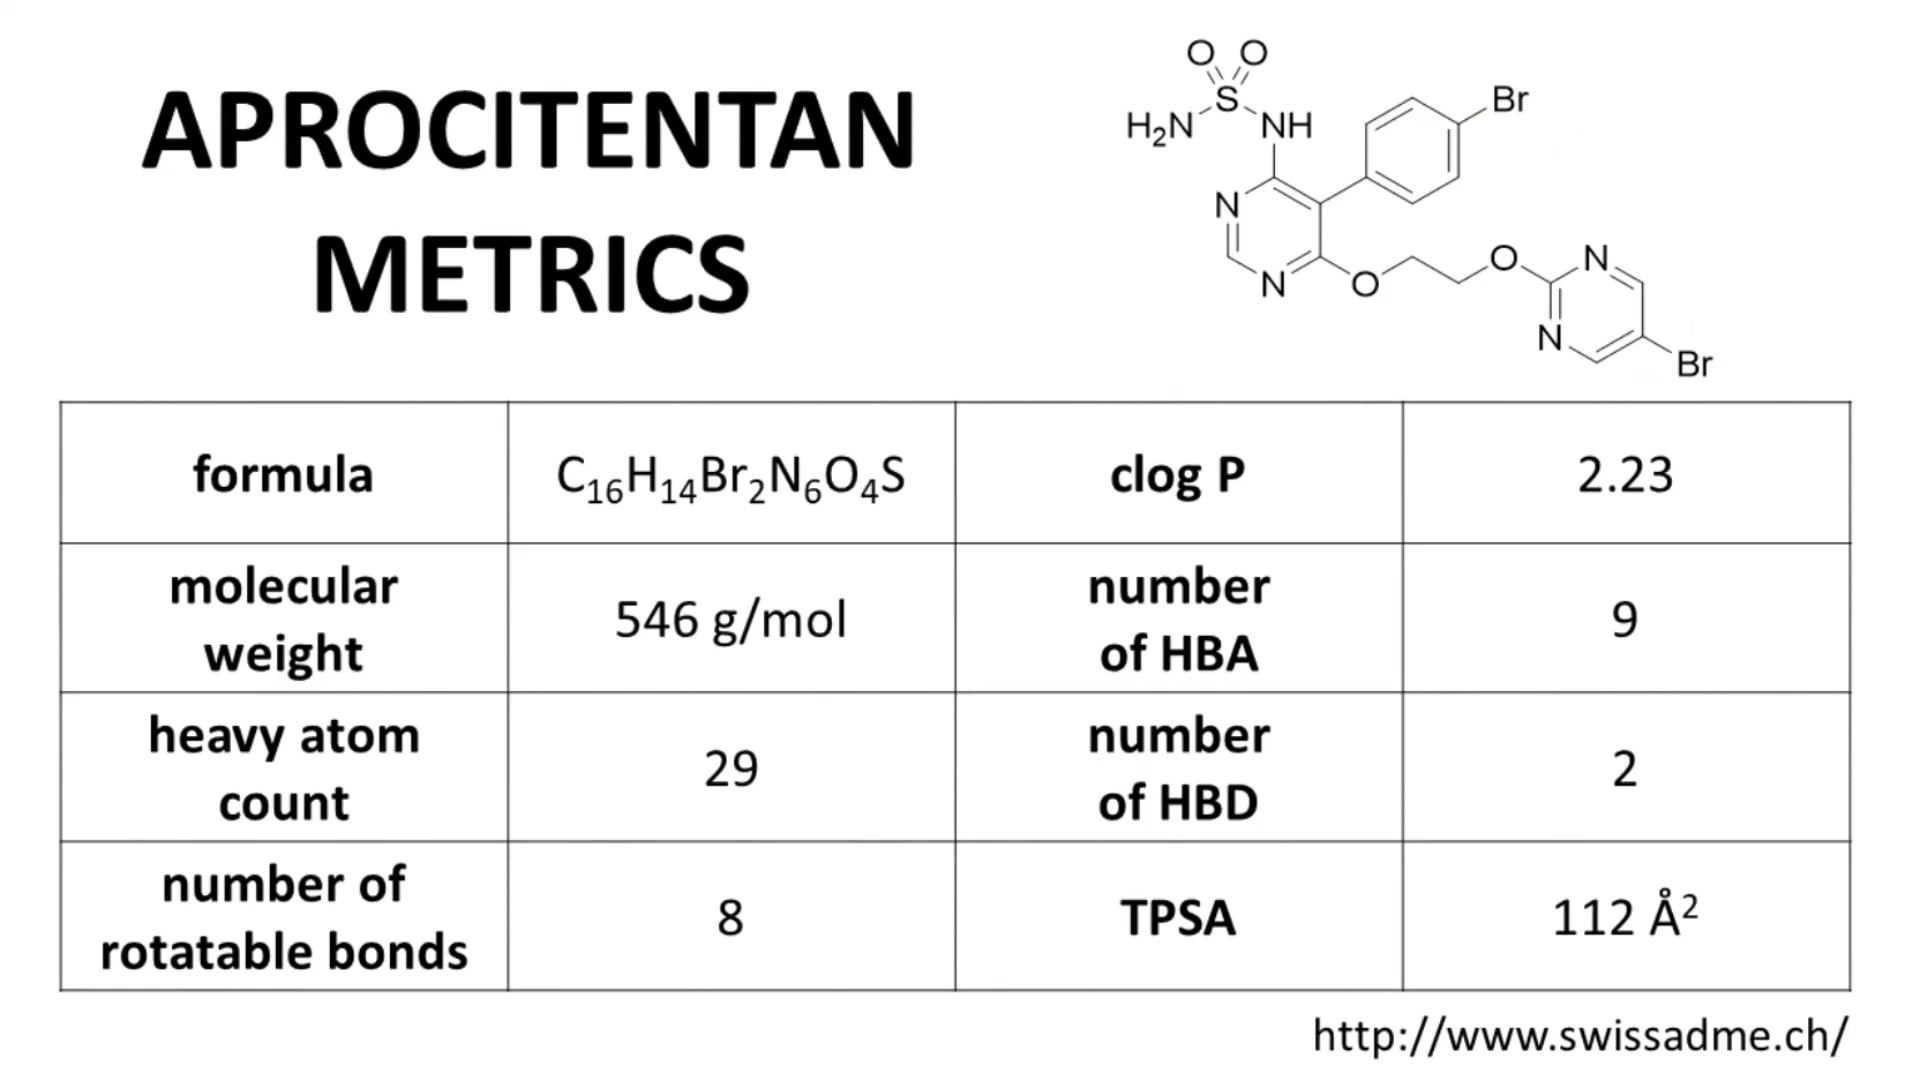 APROCITENTAN
METRICS
O O
S
H₂N NH
Br
N
N
O
O
N
N
Br
formula
C₁₆H₁₄Br₂N₆O₄S
clog P
2.23
molecular
weight
546 g/mol
number
of HBA
9
heavy atom
count
29
number
of HBD
2
number of
rotatable bonds
8
TPSA
112 Å²
http://www.swissadme.ch/